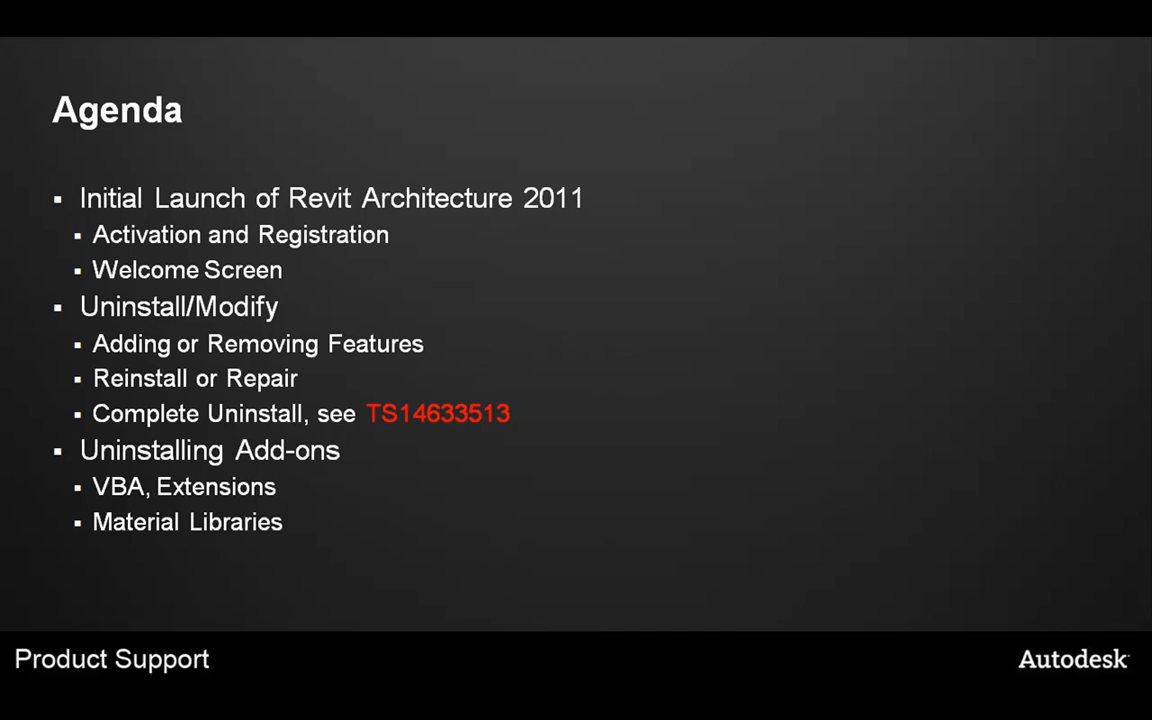 Agenda
▪ Initial Launch of Revit Architecture 2011
▪ Activation and Registration
▪ Welcome Screen
▪ Uninstall/Modify
▪ Adding or Removing Features
▪ Reinstall or Repair
▪ Complete Uninstall, see TS14633513
▪ Uninstalling Add-ons
▪ VBA, Extensions
▪ Material Libraries
Product Support
Autodesk